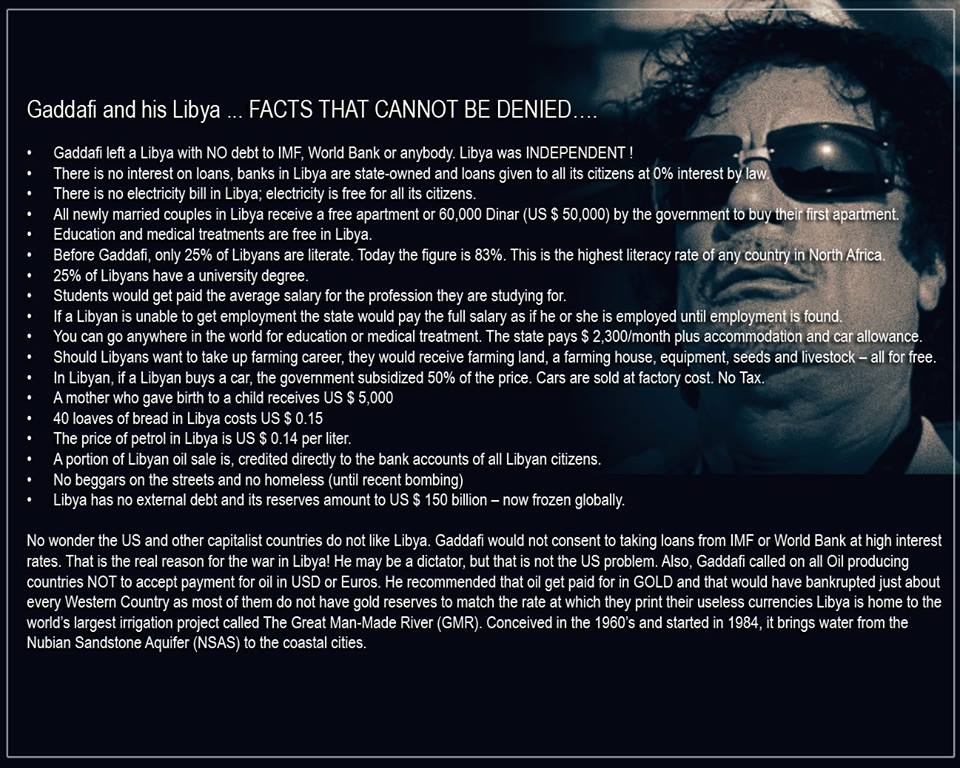 Gaddafi and his Libya ... FACTS THAT CANNOT BE DENIED....
• Gaddafi left a Libya with NO debt to IMF, World Bank or anybody. Libya was INDEPENDENT !
• There is no interest on loans, banks in Libya are state-owned and loans given to all its citizens at 0% interest by law.
• There is no electricity bill in Libya; electricity is free for all its citizens.
• All newly married couples in Libya receive a free apartment or 60,000 Dinar (US $ 50,000) by the government to buy their first apartment.
• Education and medical treatments are free in Libya.
• Before Gaddafi, only 25% of Libyans are literate. Today the figure is 83%. This is the highest literacy rate of any country in North Africa.
• 25% of Libyans have a university degree.
• Students would get paid the average salary for the profession they are studying for.
• If a Libyan is unable to get employment the state would pay the full salary as if he or she is employed until employment is found.
• You can go anywhere in the world for education or medical treatment. The state pays $ 2,300/month plus accommodation and car allowance.
• Should Libyans want to take up farming career, they would receive farming land, a farming house, equipment, seeds and livestock – all for free.
• In Libyan, if a Libyan buys a car, the government subsidized 50% of the price. Cars are sold at factory cost. No Tax.
• A mother who gave birth to a child receives US $ 5,000
• 40 loaves of bread in Libya costs US $ 0.15
• The price of petrol in Libya is US $ 0.14 per liter.
• A portion of Libyan oil sale is, credited directly to the bank accounts of all Libyan citizens.
• No beggars on the streets and no homeless (until recent bombing)
• Libya has no external debt and its reserves amount to US $ 150 billion – now frozen globally.
No wonder the US and other capitalist countries do not like Libya. Gaddafi would not consent to taking loans from IMF or World Bank at high interest
rates. That is the real reason for the war in Libya! He may be a dictator, but that is not the US problem. Also, Gaddafi called on all Oil producing
countries NOT to accept payment for oil in USD or Euros. He recommended that oil get paid for in GOLD and that would have bankrupted just about
every Western Country as most of them do not have gold reserves to match the rate at which they print their useless currencies Libya is home to the
world's largest irrigation project called The Great Man-Made River (GMR). Conceived in the 1960's and started in 1984, it brings water from the
Nubian Sandstone Aquifer (NSAS) to the coastal cities.